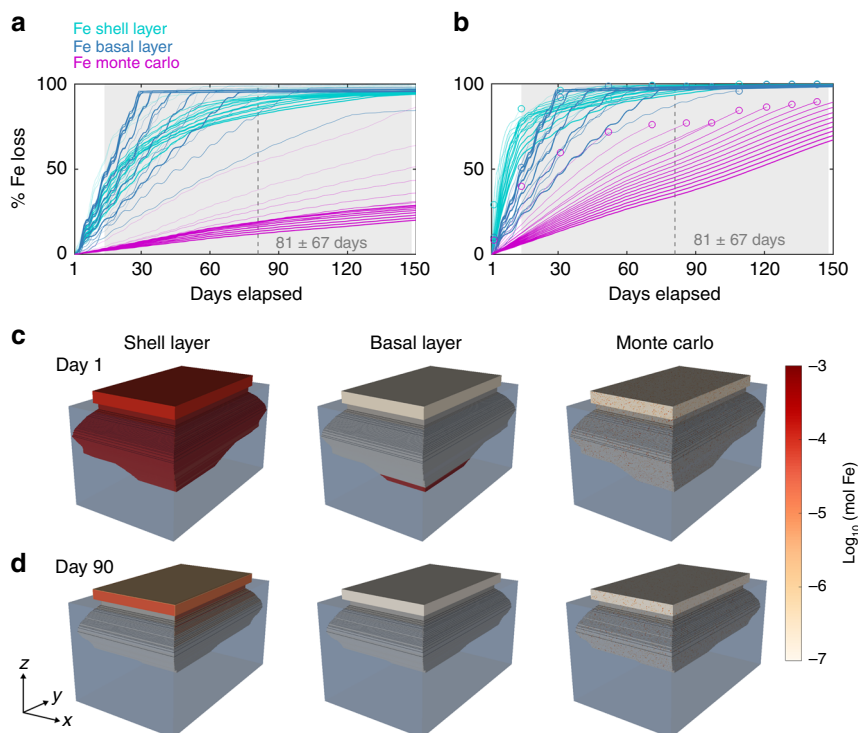 a
b
Fe shell layer
Fe basal layer
Fe monte carlo
% Fe loss
100
50
0
1
30
60
90
120
150
81 ± 67 days
Days elapsed
100
50
0
1
30
60
90
120
150
81 ± 67 days
Days elapsed
c
Shell layer
Basal layer
Monte carlo
Day 1
d
Day 90
–3
–4
–5
–6
–7
Log10 (mol Fe)
z
y
x